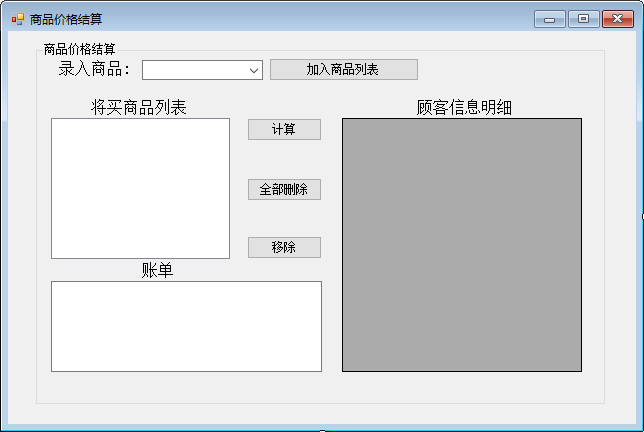 商品价格结算
商品价格结算
录入商品：
加入商品列表
将买商品列表
顾客信息明细
计算
全部删除
移除
账单